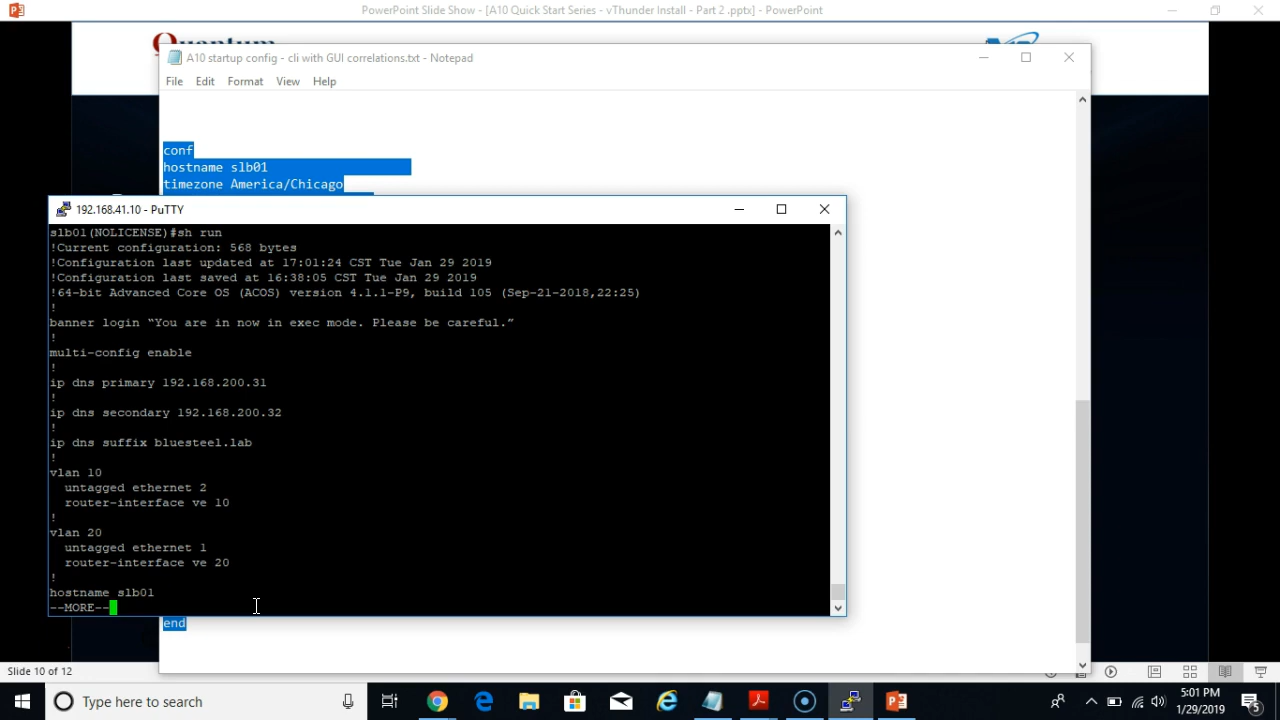 PowerPoint Slide Show - [A10 Quick Start Series - vThunder Install - Part 2 .pptx] - PowerPoint
A10 startup config - cli with GUI correlations.txt - Notepad
File Edit Format View Help
conf
hostname slb01
timezone America/Chicago
192.168.41.10 - PuTTY
slb01(NOLICENSE)#sh run
!Current configuration: 568 bytes
!Configuration last updated at 17:01:24 CST Tue Jan 29 2019
!Configuration last saved at 16:38:05 CST Tue Jan 29 2019
!64-bit Advanced Core OS (ACOS) version 4.1.1-P9, build 105 (Sep-21-2018,22:25)
!
banner login “You are in now in exec mode. Please be careful.”
!
multi-config enable
!
ip dns primary 192.168.200.31
!
ip dns secondary 192.168.200.32
!
ip dns suffix bluesteel.lab
!
vlan 10
untagged ethernet 2
router-interface ve 10
!
vlan 20
untagged ethernet 1
router-interface ve 20
!
hostname slb01
--MORE--
end
Slide 10 of 12
Type here to search
5:01 PM
1/29/2019
5